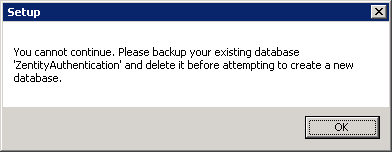 Setup
You cannot continue. Please backup your existing database
'ZentityAuthentication' and delete it before attempting to create a new
database.
OK